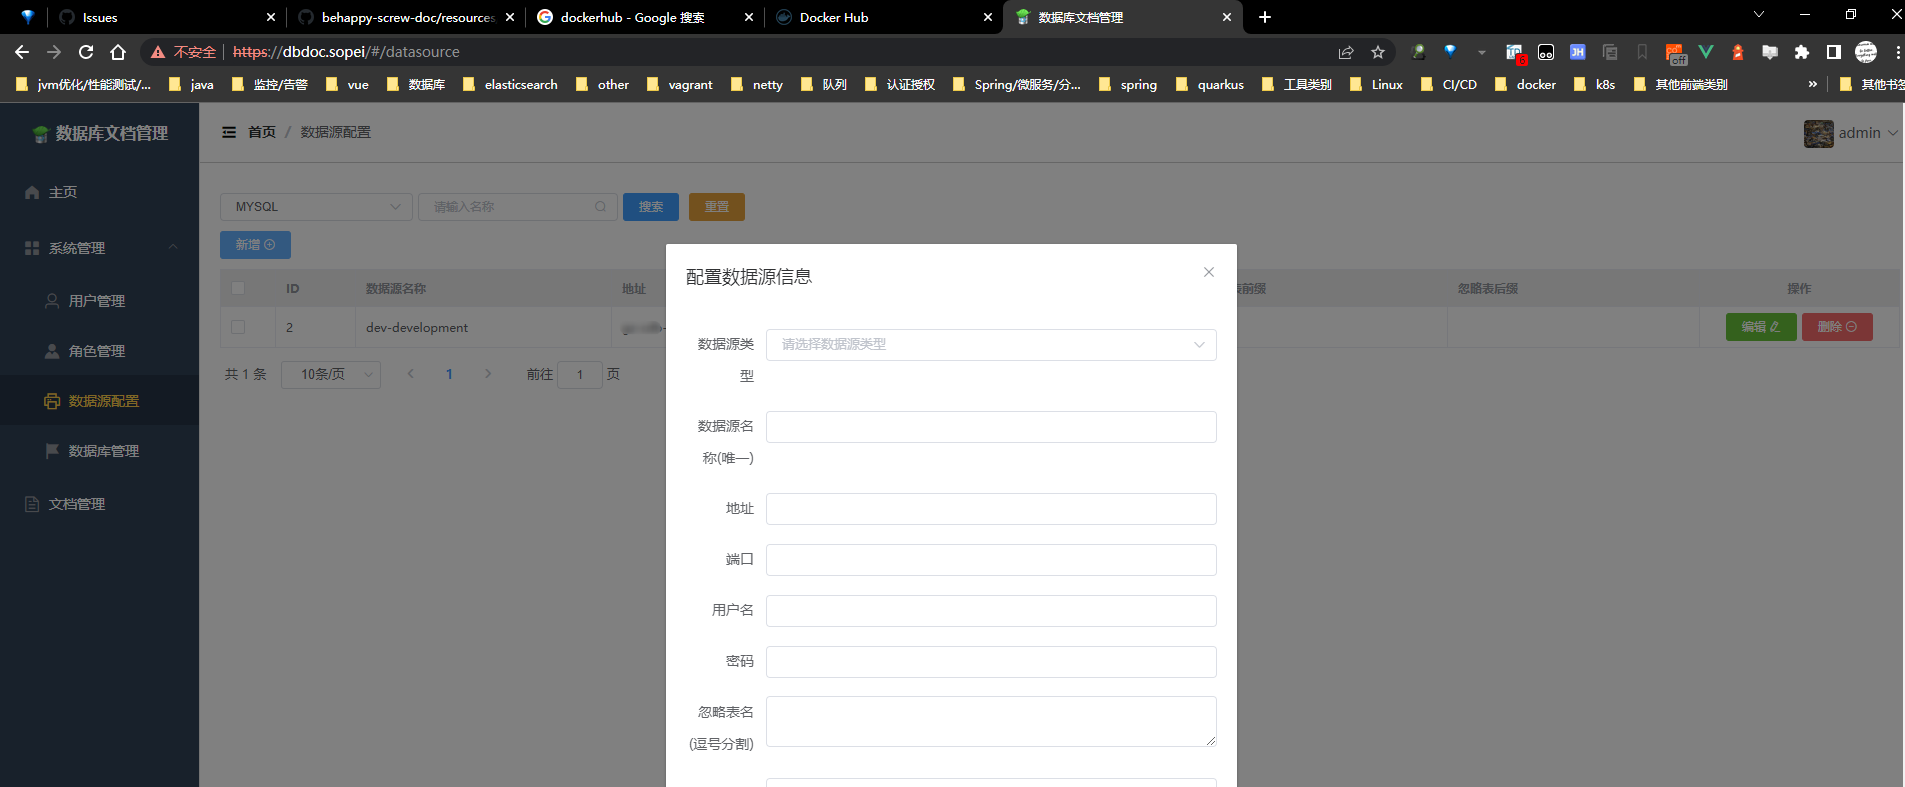 Issues
behappy-screw-doc/resources
dockerhub - Google 搜索
Docker Hub
数据库文档管理
不安全
https://dbdoc.sopei/#/datasource
6
off
jvm优化/性能测试/...
java
监控/告警
vue
数据库
elasticsearch
other
vagrant
netty
队列
认证授权
Spring/微服务/分...
spring
quarkus
工具类别
Linux
CI/CD
docker
k8s
其他前端类别
»
其他书签
数据库文档管理
首页 / 数据源配置
admin
主页
系统管理
用户管理
角色管理
数据源配置
数据库管理
文档管理
MYSQL
请输入名称
搜索
重置
新增
ID
数据源名称
地址
表前缀
忽略表后缀
操作
2
dev-development
编辑
删除
共 1 条
10条/页
1
前往
1
页
配置数据源信息
数据源类
型
请选择数据源类型
数据源名
称(唯一)
地址
端口
用户名
密码
忽略表名
(逗号分割)